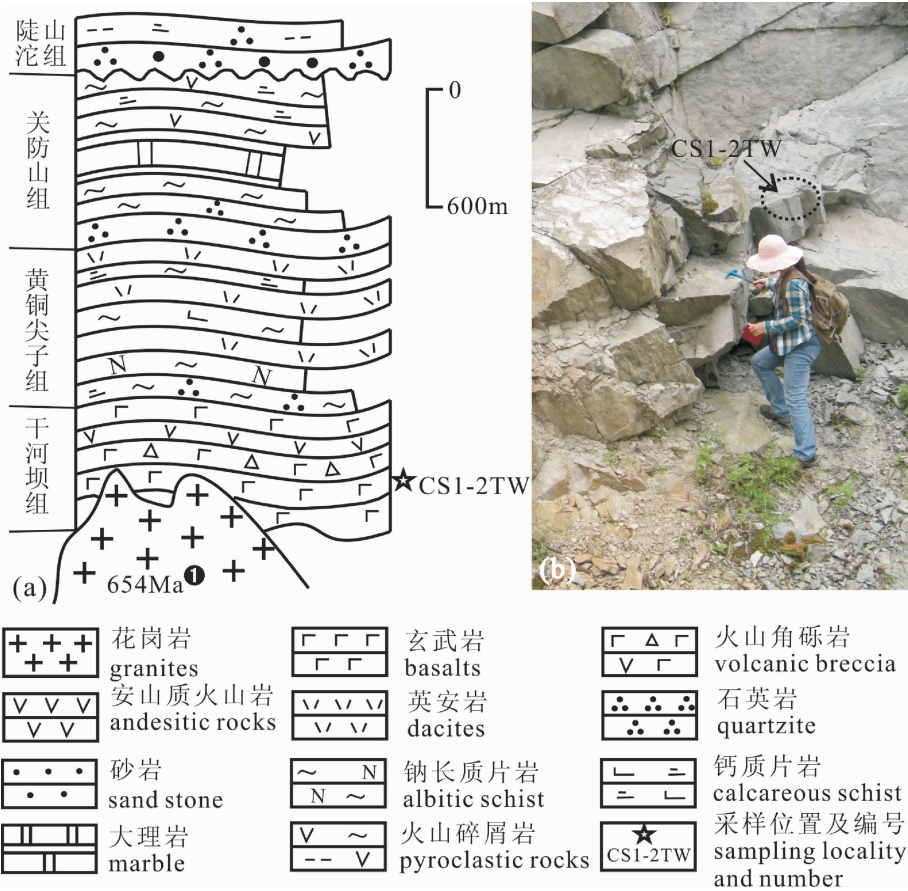 陡山
沱组
关防山组
黄铜尖子组
干河坝组
0
600m
N
N
CS1-2TW
654Ma❶
(a)
CS1-2TW
(b)
花岗岩
granites
玄武岩
basalts
火山角砾岩
volcanic breccia
安山质火山岩
andesitic rocks
英安岩
dacites
石英岩
quartzite
砂岩
sand stone
N
N
钠长质片岩
albitic schist
钙质片岩
calcareous schist
大理岩
marble
火山碎屑岩
pyroclastic rocks
CS1-2TW
采样位置及编号
sampling locality
and number